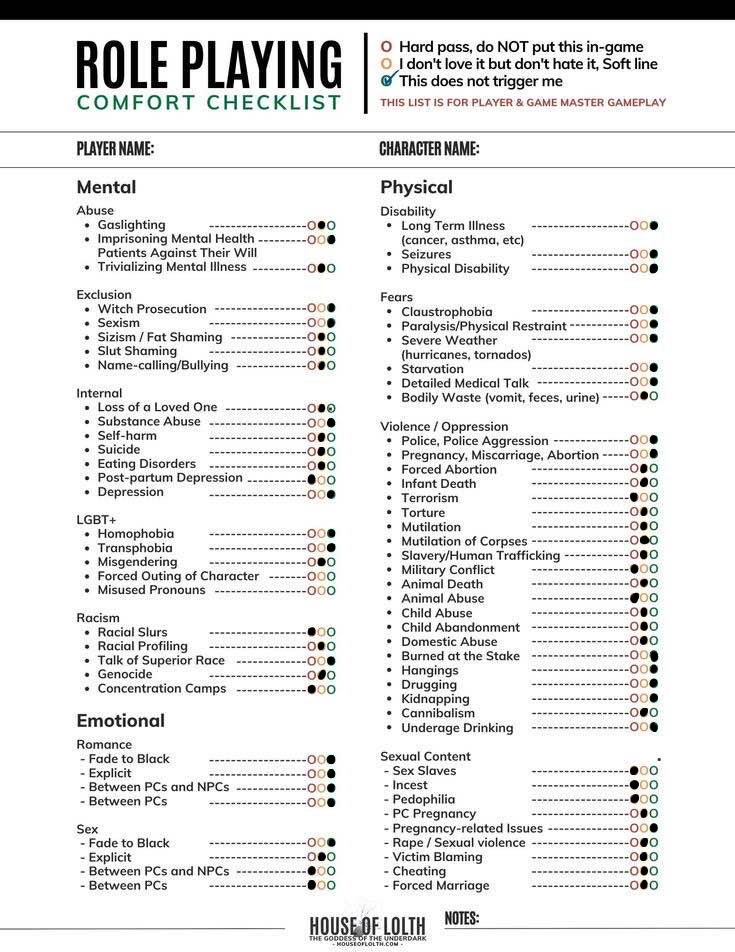 ROLE PLAYING
COMFORT CHECKLIST
O Hard pass, do NOT put this in-game
O I don't love it but don't hate it, Soft line
O This does not trigger me
THIS LIST IS FOR PLAYER & GAME MASTER GAMEPLAY
PLAYER NAME:
CHARACTER NAME:
Mental
Abuse
• Gaslighting
• Imprisoning Mental Health
Patients Against Their Will
• Trivializing Mental Illness
Exclusion
• Witch Prosecution
• Sexism
• Sizism / Fat Shaming
• Slut Shaming
• Name-calling/Bullying
Internal
• Loss of a Loved One
• Substance Abuse
• Self-harm
• Suicide
• Eating Disorders
• Post-partum Depression
• Depression
LGBT+
• Homophobia
• Transphobia
• Misgendering
• Forced Outing of Character
• Misused Pronouns
Racism
• Racial Slurs
• Racial Profiling
• Talk of Superior Race
• Genocide
• Concentration Camps
Emotional
Romance
- Fade to Black
- Explicit
- Between PCs and NPCs
- Between PCs
Sex
- Fade to Black
- Explicit
- Between PCs and NPCs
- Between PCs
Physical
Disability
• Long Term Illness
(cancer, asthma, etc)
• Seizures
• Physical Disability
Fears
• Claustrophobia
• Paralysis/Physical Restraint
• Severe Weather
(hurricanes, tornados)
• Starvation
• Detailed Medical Talk
• Bodily Waste (vomit, feces, urine)
Violence / Oppression
• Police, Police Aggression
• Pregnancy, Miscarriage, Abortion
• Forced Abortion
• Infant Death
• Terrorism
• Torture
• Mutilation
• Mutilation of Corpses
• Slavery/Human Trafficking
• Military Conflict
• Animal Death
• Animal Abuse
• Child Abuse
• Child Abandonment
• Domestic Abuse
• Burned at the Stake
• Hangings
• Drugging
• Kidnapping
• Cannibalism
• Underage Drinking
Sexual Content
- Sex Slaves
- Incest
- Pedophilia
- PC Pregnancy
- Pregnancy-related Issues
- Rape / Sexual violence
- Victim Blaming
- Cheating
- Forced Marriage
HOUSE OF LOLTH
THE GODDESS OF THE UNDERDARK
- HOUSEOFLOLTH.COM -
NOTES: